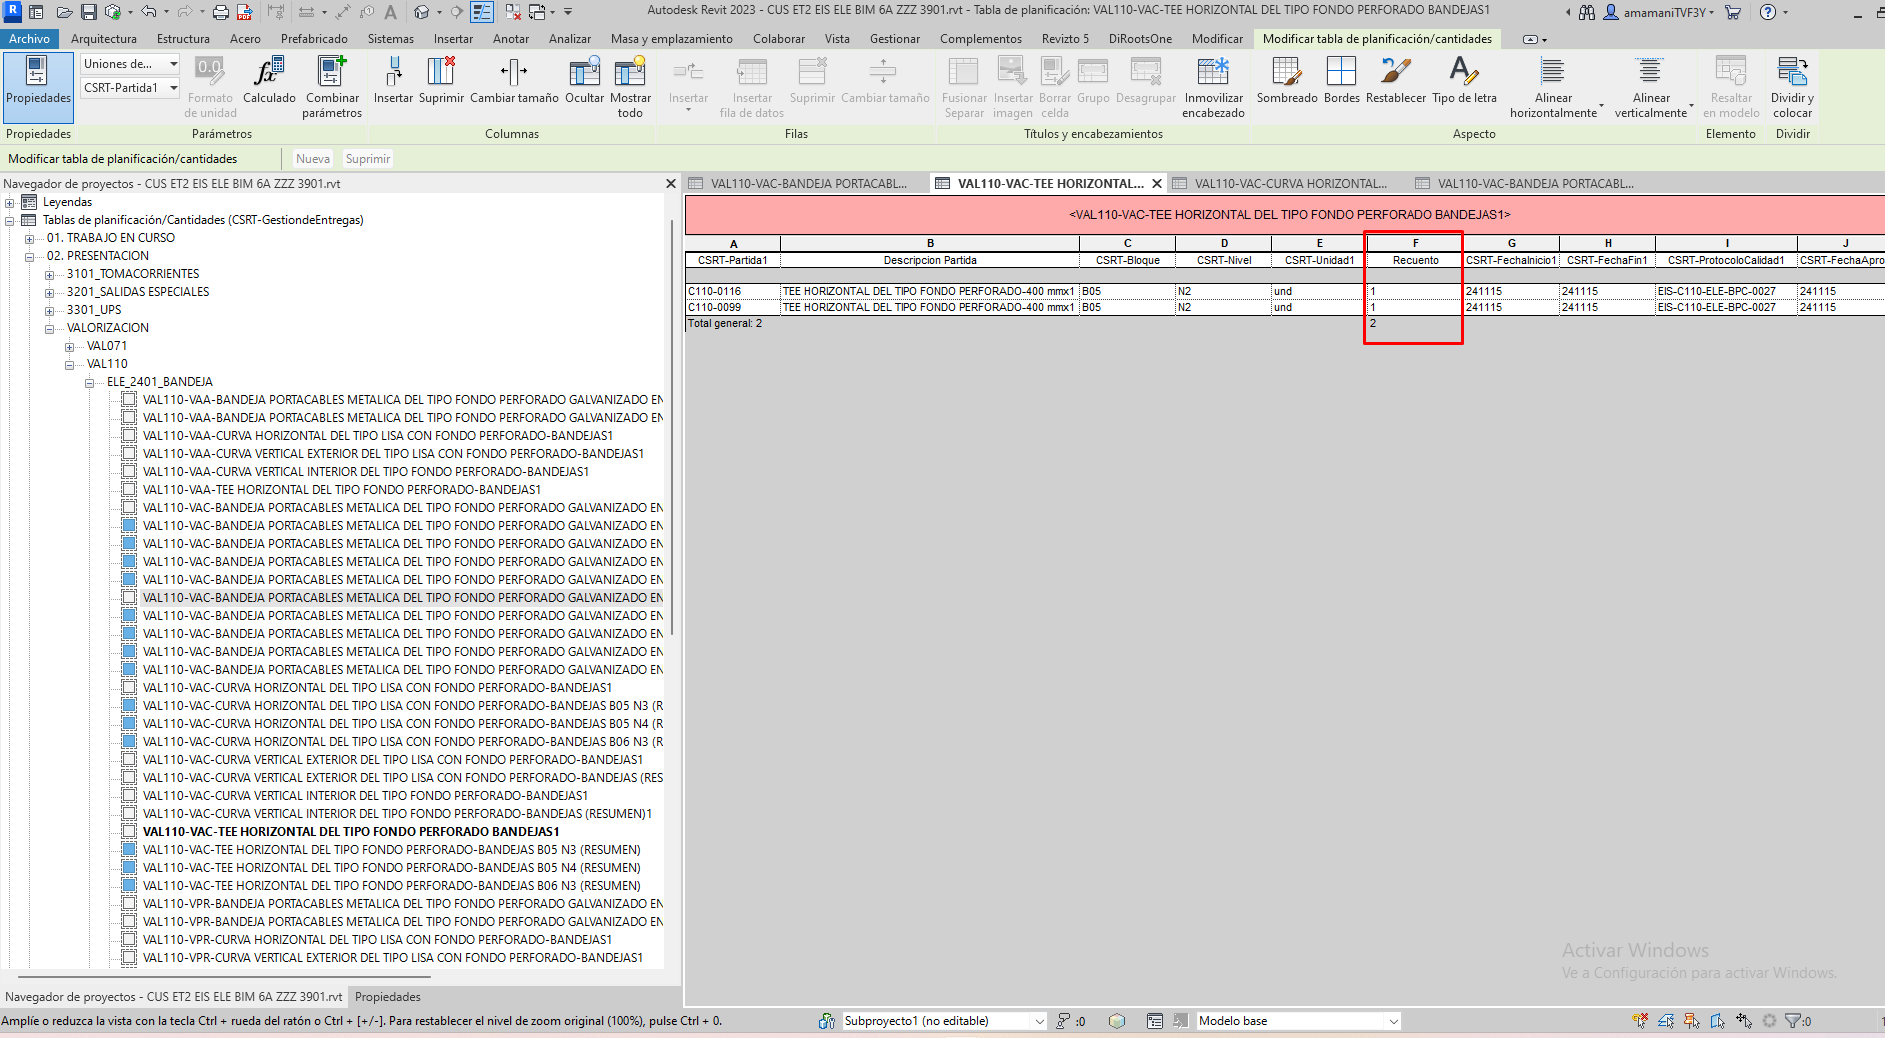 Autodesk Revit 2023 - CUS ET2 EIS ELE BIM 6A ZZZ 3901.rvt - Tabla de planificación: VAL110-VAC-TEE HORIZONTAL DEL TIPO FONDO PERFORADO BANDEJAS1
amamaniTVF3Y
Archivo Arquitectura Estructura Acero Prefabricado Sistemas Insertar Anotar Analizar Masa y emplazamiento Colaborar Vista Gestionar Complementos Revizto 5 DiRootsOne Modificar Modificar tabla de planificación/cantidades
Propiedades
Uniones de...
CSRT-Partida1
Formato de unidad
Calculado
Combinar parámetros
Insertar
Suprimir
Cambiar tamaño
Ocultar
Mostrar todo
Insertar
Insertar fila de datos
Suprimir
Cambiar tamaño
Fusionar Separar
Insertar imagen
Borrar celda
Grupo
Desagrupar
Inmovilizar encabezado
Sombreado
Bordes
Restablecer
Tipo de letra
Alinear horizontalmente
Alinear verticalmente
Resaltar en modelo
Dividir y colocar
Propiedades Parámetros Columnas Filas Títulos y encabezamientos Aspecto Elemento Dividir
Modificar tabla de planificación/cantidades Nueva Suprimir
Navegador de proyectos - CUS ET2 EIS ELE BIM 6A ZZZ 3901.rvt
Leyendas
Tablas de planificación/Cantidades (CSRT-GestiondeEntregas)
01. TRABAJO EN CURSO
02. PRESENTACION
3101_TOMACORRIENTES
3201_SALIDAS ESPECIALES
3301_UPS
VALORIZACION
VAL071
VAL110
ELE_2401_BANDEJA
VAL110-VAA-BANDEJA PORTACABLES METALICA DEL TIPO FONDO PERFORADO GALVANIZADO EN
VAL110-VAA-BANDEJA PORTACABLES METALICA DEL TIPO FONDO PERFORADO GALVANIZADO EN
VAL110-VAA-CURVA HORIZONTAL DEL TIPO LISA CON FONDO PERFORADO-BANDEJAS1
VAL110-VAA-CURVA VERTICAL EXTERIOR DEL TIPO LISA CON FONDO PERFORADO-BANDEJAS1
VAL110-VAA-CURVA VERTICAL INTERIOR DEL TIPO FONDO PERFORADO-BANDEJAS1
VAL110-VAA-TEE HORIZONTAL DEL TIPO FONDO PERFORADO-BANDEJAS1
VAL110-VAC-BANDEJA PORTACABLES METALICA DEL TIPO FONDO PERFORADO GALVANIZADO EN
VAL110-VAC-BANDEJA PORTACABLES METALICA DEL TIPO FONDO PERFORADO GALVANIZADO EN
VAL110-VAC-BANDEJA PORTACABLES METALICA DEL TIPO FONDO PERFORADO GALVANIZADO EN
VAL110-VAC-BANDEJA PORTACABLES METALICA DEL TIPO FONDO PERFORADO GALVANIZADO EN
VAL110-VAC-BANDEJA PORTACABLES METALICA DEL TIPO FONDO PERFORADO GALVANIZADO EN
VAL110-VAC-BANDEJA PORTACABLES METALICA DEL TIPO FONDO PERFORADO GALVANIZADO EN
VAL110-VAC-BANDEJA PORTACABLES METALICA DEL TIPO FONDO PERFORADO GALVANIZADO EN
VAL110-VAC-BANDEJA PORTACABLES METALICA DEL TIPO FONDO PERFORADO GALVANIZADO EN
VAL110-VAC-BANDEJA PORTACABLES METALICA DEL TIPO FONDO PERFORADO GALVANIZADO EN
VAL110-VAC-BANDEJA PORTACABLES METALICA DEL TIPO FONDO PERFORADO GALVANIZADO EN
VAL110-VAC-CURVA HORIZONTAL DEL TIPO LISA CON FONDO PERFORADO-BANDEJAS1
VAL110-VAC-CURVA HORIZONTAL DEL TIPO LISA CON FONDO PERFORADO-BANDEJAS B05 N3 (R
VAL110-VAC-CURVA HORIZONTAL DEL TIPO LISA CON FONDO PERFORADO-BANDEJAS B05 N4 (R
VAL110-VAC-CURVA HORIZONTAL DEL TIPO LISA CON FONDO PERFORADO-BANDEJAS B06 N3 (R
VAL110-VAC-CURVA VERTICAL EXTERIOR DEL TIPO LISA CON FONDO PERFORADO-BANDEJAS1
VAL110-VAC-CURVA VERTICAL EXTERIOR DEL TIPO LISA CON FONDO PERFORADO-BANDEJAS (RES
VAL110-VAC-CURVA VERTICAL INTERIOR DEL TIPO FONDO PERFORADO-BANDEJAS1
VAL110-VAC-CURVA VERTICAL INTERIOR DEL TIPO FONDO PERFORADO-BANDEJAS (RESUMEN)1
VAL110-VAC-TEE HORIZONTAL DEL TIPO FONDO PERFORADO BANDEJAS1
VAL110-VAC-TEE HORIZONTAL DEL TIPO FONDO PERFORADO-BANDEJAS B05 N3 (RESUMEN)
VAL110-VAC-TEE HORIZONTAL DEL TIPO FONDO PERFORADO-BANDEJAS B05 N4 (RESUMEN)
VAL110-VAC-TEE HORIZONTAL DEL TIPO FONDO PERFORADO-BANDEJAS B06 N3 (RESUMEN)
VAL110-VPR-BANDEJA PORTACABLES METALICA DEL TIPO FONDO PERFORADO GALVANIZADO EN
VAL110-VPR-BANDEJA PORTACABLES METALICA DEL TIPO FONDO PERFORADO GALVANIZADO EN
VAL110-VPR-CURVA HORIZONTAL DEL TIPO LISA CON FONDO PERFORADO-BANDEJAS1
VAL110-VPR-CURVA VERTICAL EXTERIOR DEL TIPO LISA CON FONDO PERFORADO-BANDEJAS1
Navegador de proyectos - CUS ET2 EIS ELE BIM 6A ZZZ 3901.rvt Propiedades
VAL110-VAC-BANDEJA PORTACABL... VAL110-VAC-TEE HORIZONTAL... VAL110-VAC-CURVA HORIZONTAL... VAL110-VAC-BANDEJA PORTACABL...
<VAL110-VAC-TEE HORIZONTAL DEL TIPO FONDO PERFORADO BANDEJAS1>
A B C D E F G H I J
CSRT-Partida1 Descripcion Partida CSRT-Bloque CSRT-Nivel CSRT-Unidad1 Recuento CSRT-FechaInicio1 CSRT-FechaFin1 CSRT-ProtocoloCalidad1 CSRT-FechaApro
C110-0116 TEE HORIZONTAL DEL TIPO FONDO PERFORADO-400 mmx1 B05 N2 und 1 241115 241115 EIS-C110-ELE-BPC-0027 241115
C110-0099 TEE HORIZONTAL DEL TIPO FONDO PERFORADO-400 mmx1 B05 N2 und 1 241115 241115 EIS-C110-ELE-BPC-0027 241115
Total general: 2 2
Activar Windows
Ve a Configuración para activar Windows.
Amplíe o reduzca la vista con la tecla Ctrl + rueda del ratón o Ctrl + [+/-]. Para restablecer el nivel de zoom original (100%), pulse Ctrl + 0.
Subproyecto1 (no editable) :0 Modelo base :0